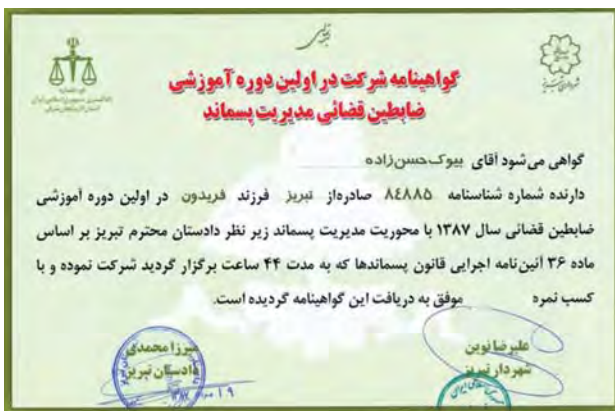 گواهینامه شرکت در اولین دوره آموزشی
ضابطین قضائی مدیریت پسماند
گواهی می شود آقای بیوک حسن زاده
دارنده شماره شناسنامه ۸۴۸۸۵ صادره از تبریز فرزند فریدون در اولین دوره آموزشی
ضابطین قضائی سال ۱۳۸۷ با محوریت مدیریت پسماند زیر نظر دادستان محترم تبریز بر اساس
ماده ۳۶ آئین نامه اجرایی قانون پسماندها که به مدت ۴۴ ساعت برگزار گردید شرکت نموده و با
کسب نمره موفق به دریافت این گواهینامه گردیده است.
علیرضا نوین
شهردار تبریز
میرزا محمدی
دادستان تبریز